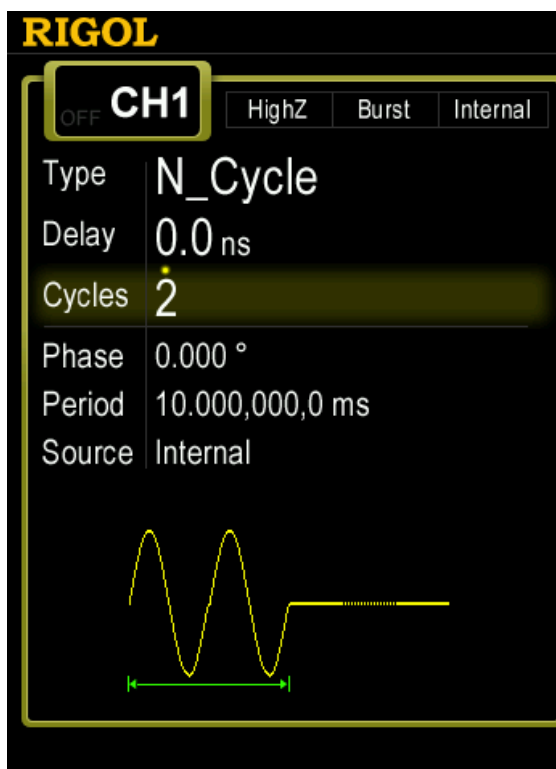 RIGOL
OFF CH1 HighZ Burst Internal
Type N_Cycle
Delay 0.0 ns
Cycles 2
Phase 0.000 °
Period 10.000,000,0 ms
Source Internal